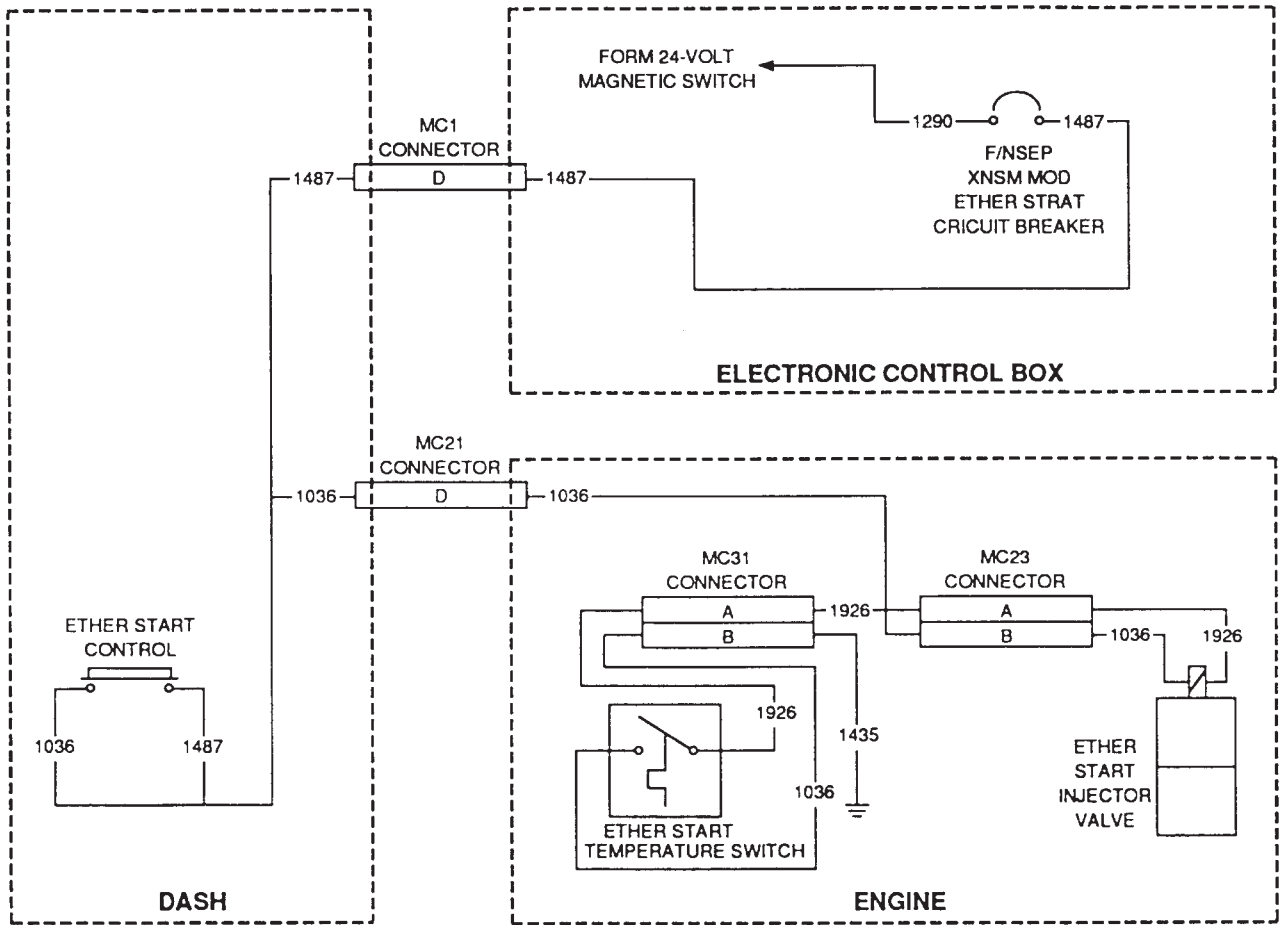 FORM 24-VOLT
MAGNETIC SWITCH
1290
1487
F/NSEP
XNSM MOD
ETHER STRAT
CRICUIT BREAKER
MC1
CONNECTOR
1487
D
1487
ELECTRONIC CONTROL BOX
MC21
CONNECTOR
1036
D
1036
MC31
CONNECTOR
A
B
1926
MC23
CONNECTOR
A
B
1036
1926
ETHER START
CONTROL
1036
1487
1926
1435
1036
ETHER START
TEMPERATURE SWITCH
ETHER
START
INJECTOR
VALVE
DASH
ENGINE